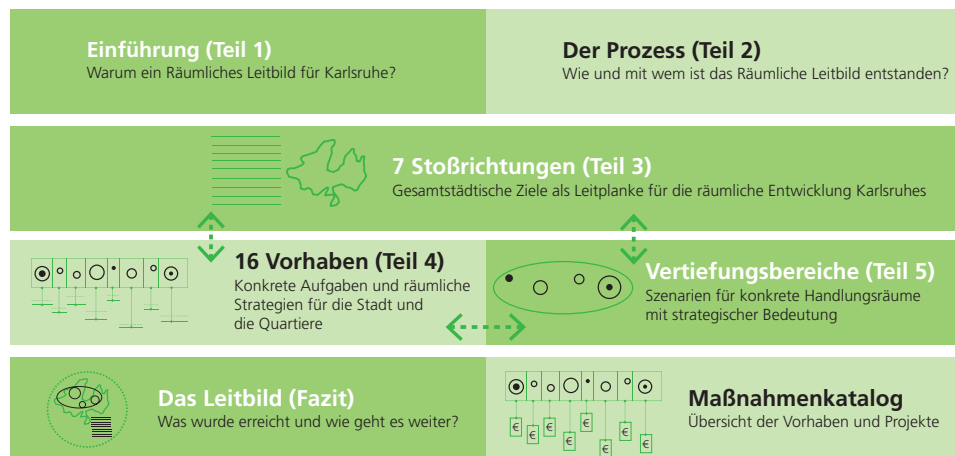 Einführung (Teil 1)
Warum ein Räumliches Leitbild für Karlsruhe?
Der Prozess (Teil 2)
Wie und mit wem ist das Räumliche Leitbild entstanden?
7 Stoßrichtungen (Teil 3)
Gesamtstädtische Ziele als Leitplanke für die räumliche Entwicklung Karlsruhes
16 Vorhaben (Teil 4)
Konkrete Aufgaben und räumliche
Strategien für die Stadt und
die Quartiere
Vertiefungsbereiche (Teil 5)
Szenarien für konkrete Handlungsräume
mit strategischer Bedeutung
Das Leitbild (Fazit)
Was wurde erreicht und wie geht es weiter?
€ € € € € € € €
Maßnahmenkatalog
Übersicht der Vorhaben und Projekte